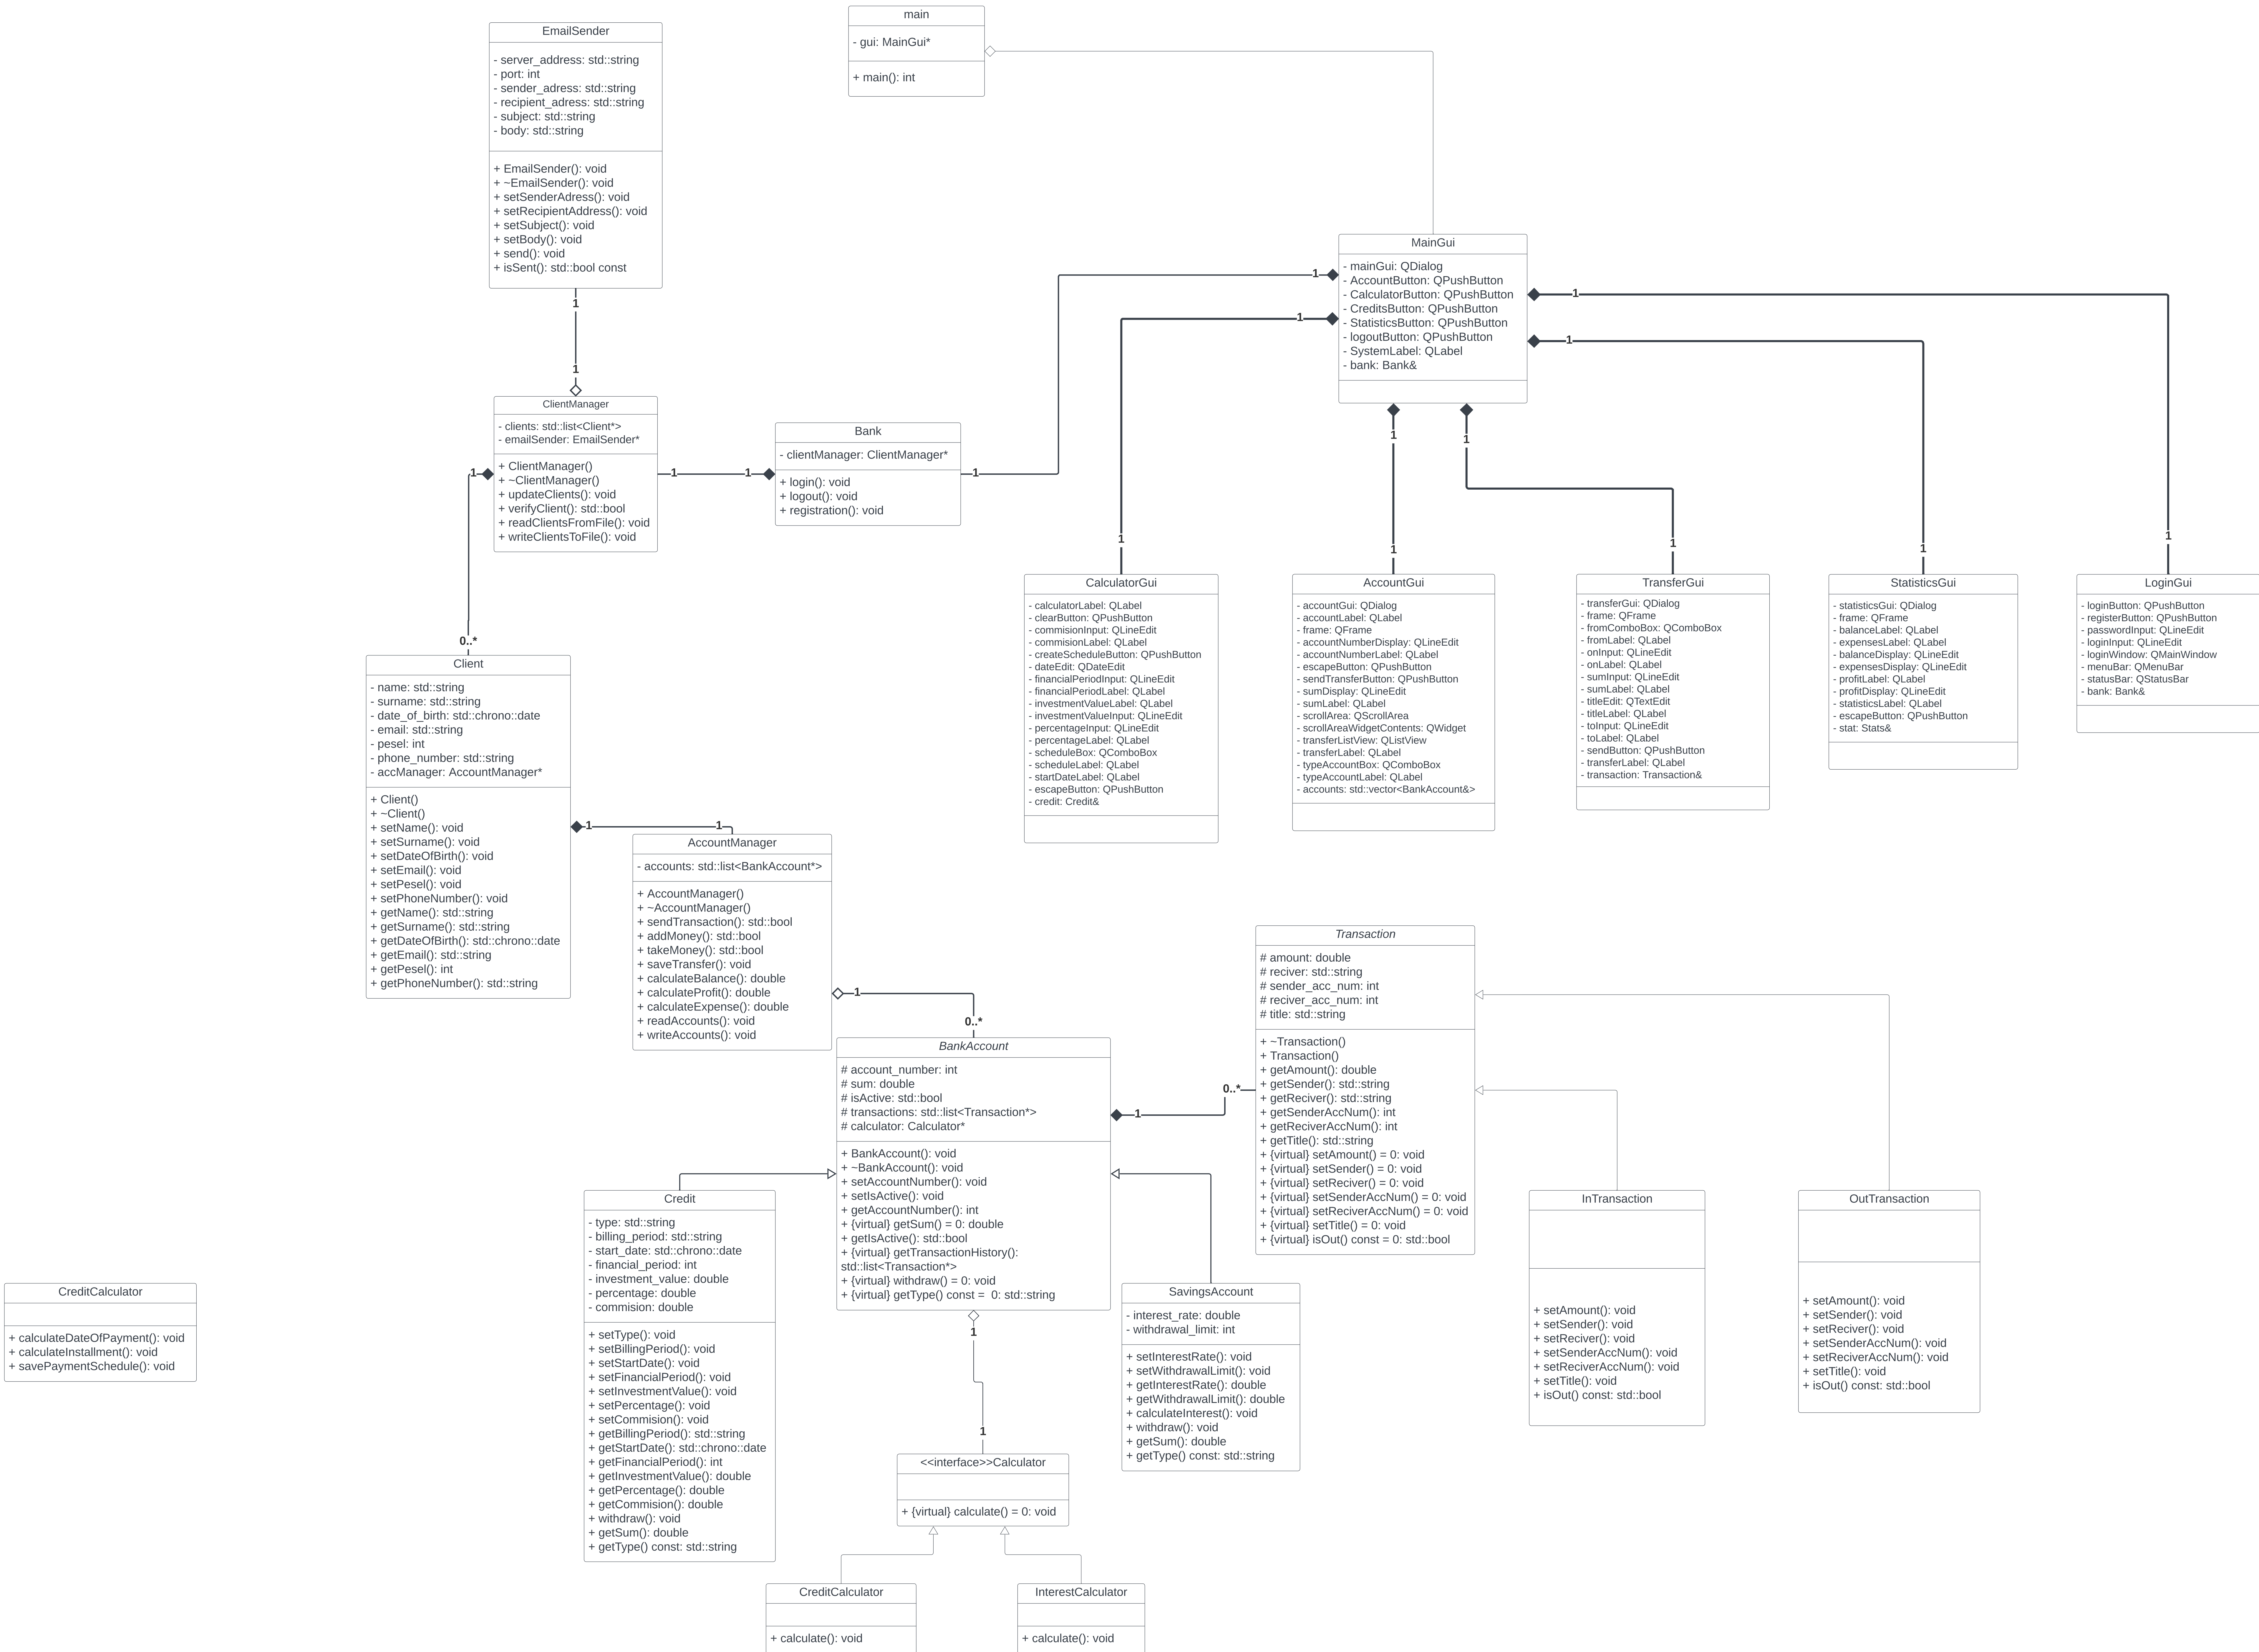 main
- gui: MainGui*
+ main(): int
EmailSender
- server_address: std::string
- port: int
- sender_adress: std::string
- recipient_adress: std::string
- subject: std::string
- body: std::string
+ EmailSender(): void
+ ~EmailSender(): void
+ setSenderAdress(): void
+ setRecipientAddress(): void
+ setSubject(): void
+ setBody(): void
+ send(): void
+ isSent(): std::bool const
1
1
MainGui
- mainGui: QDialog
- AccountButton: QPushButton
- CalculatorButton: QPushButton
- CreditsButton: QPushButton
- StatisticsButton: QPushButton
- logoutButton: QPushButton
- SystemLabel: QLabel
- bank: Bank&
1
1
1
1
1
1
ClientManager
- clients: std::list<Client*>
- emailSender: EmailSender*
+ ClientManager()
+ ~ClientManager()
+ updateClients(): void
+ verifyClient(): std::bool
+ readClientsFromFile(): void
+ writeClientsToFile(): void
1
1
1
Bank
- clientManager: ClientManager*
+ login(): void
+ logout(): void
+ registration(): void
1
1
1
1
1
1
CalculatorGui
- calculatorLabel: QLabel
- clearButton: QPushButton
- commisionInput: QLineEdit
- commisionLabel: QLabel
- createScheduleButton: QPushButton
- dateEdit: QDateEdit
- financialPeriodInput: QLineEdit
- financialPeriodLabel: QLabel
- investmentValueLabel: QLabel
- investmentValueInput: QLineEdit
- percentageInput: QLineEdit
- percentageLabel: QLabel
- scheduleBox: QComboBox
- scheduleLabel: QLabel
- startDateLabel: QLabel
- escapeButton: QPushButton
- credit: Credit&
AccountGui
- accountGui: QDialog
- accountLabel: QLabel
- frame: QFrame
- accountNumberDisplay: QLineEdit
- accountNumberLabel: QLabel
- escapeButton: QPushButton
- sendTransferButton: QPushButton
- sumDisplay: QLineEdit
- sumLabel: QLabel
- scrollArea: QScrollArea
- scrollAreaWidgetContents: QWidget
- transferListView: QListView
- transferLabel: QLabel
- typeAccountBox: QComboBox
- typeAccountLabel: QLabel
- accounts: std::vector<BankAccount&>
TransferGui
- transferGui: QDialog
- frame: QFrame
- fromComboBox: QComboBox
- fromLabel: QLabel
- onInput: QLineEdit
- onLabel: QLabel
- sumInput: QLineEdit
- sumLabel: QLabel
- titleEdit: QTextEdit
- titleLabel: QLabel
- toInput: QLineEdit
- toLabel: QLabel
- sendButton: QPushButton
- transferLabel: QLabel
- transaction: Transaction&
StatisticsGui
- statisticsGui: QDialog
- frame: QFrame
- balanceLabel: QLabel
- expensesLabel: QLabel
- balanceDisplay: QLineEdit
- expensesDisplay: QLineEdit
- profitLabel: QLabel
- profitDisplay: QLineEdit
- statisticsLabel: QLabel
- escapeButton: QPushButton
- stat: Stats&
LoginGui
- loginButton: QPushButton
- registerButton: QPushButton
- passwordInput: QLineEdit
- loginInput: QLineEdit
- loginWindow: QMainWindow
- menuBar: QMenuBar
- statusBar: QStatusBar
- bank: Bank&
0..*
Client
- name: std::string
- surname: std::string
- date_of_birth: std::chrono::date
- email: std::string
- pesel: int
- phone_number: std::string
- accManager: AccountManager*
+ Client()
+ ~Client()
+ setName(): void
+ setSurname(): void
+ setDateOfBirth(): void
+ setEmail(): void
+ setPesel(): void
+ setPhoneNumber(): void
+ getName(): std::string
+ getSurname(): std::string
+ getDateOfBirth(): std::chrono::date
+ getEmail(): std::string
+ getPesel(): int
+ getPhoneNumber(): std::string
1
1
AccountManager
- accounts: std::list<BankAccount*>
+ AccountManager()
+ ~AccountManager()
+ sendTransaction(): std::bool
+ addMoney(): std::bool
+ takeMoney(): std::bool
+ saveTransfer(): void
+ calculateBalance(): double
+ calculateProfit(): double
+ calculateExpense(): double
+ readAccounts(): void
+ writeAccounts(): void
1
0..*
BankAccount
# account_number: int
# sum: double
# isActive: std::bool
# transactions: std::list<Transaction*>
# calculator: Calculator*
+ BankAccount(): void
+ ~BankAccount(): void
+ setAccountNumber(): void
+ setIsActive(): void
+ getAccountNumber(): int
+ {virtual} getSum() = 0: double
+ getIsActive(): std::bool
+ {virtual} getTransactionHistory():
std::list<Transaction*>
+ {virtual} withdraw() = 0: void
+ {virtual} getType() const =  0: std::string
1
0..*
Transaction
# amount: double
# reciver: std::string
# sender_acc_num: int
# reciver_acc_num: int
# title: std::string
+ ~Transaction()
+ Transaction()
+ getAmount(): double
+ getSender(): std::string
+ getReciver(): std::string
+ getSenderAccNum(): int
+ getReciverAccNum(): int
+ getTitle(): std::string
+ {virtual} setAmount() = 0: void
+ {virtual} setSender() = 0: void
+ {virtual} setReciver() = 0: void
+ {virtual} setSenderAccNum() = 0: void
+ {virtual} setReciverAccNum() = 0: void
+ {virtual} setTitle() = 0: void
+ {virtual} isOut() const = 0: std::bool
InTransaction
+ setAmount(): void
+ setSender(): void
+ setReciver(): void
+ setSenderAccNum(): void
+ setReciverAccNum(): void
+ setTitle(): void
+ isOut() const: std::bool
OutTransaction
+ setAmount(): void
+ setSender(): void
+ setReciver(): void
+ setSenderAccNum(): void
+ setReciverAccNum(): void
+ setTitle(): void
+ isOut() const: std::bool
CreditCalculator
+ calculateDateOfPayment(): void
+ calculateInstallment(): void
+ savePaymentSchedule(): void
Credit
- type: std::string
- billing_period: std::string
- start_date: std::chrono::date
- financial_period: int
- investment_value: double
- percentage: double
- commision: double
+ setType(): void
+ setBillingPeriod(): void
+ setStartDate(): void
+ setFinancialPeriod(): void
+ setInvestmentValue(): void
+ setPercentage(): void
+ setCommision(): void
+ getBillingPeriod(): std::string
+ getStartDate(): std::chrono::date
+ getFinancialPeriod(): int
+ getInvestmentValue(): double
+ getPercentage(): double
+ getCommision(): double
+ withdraw(): void
+ getSum(): double
+ getType() const: std::string
SavingsAccount
- interest_rate: double
- withdrawal_limit: int
+ setInterestRate(): void
+ setWithdrawalLimit(): void
+ getInterestRate(): double
+ getWithdrawalLimit(): double
+ calculateInterest(): void
+ withdraw(): void
+ getSum(): double
+ getType() const: std::string
1
1
<<interface>>Calculator
+ {virtual} calculate() = 0: void
CreditCalculator
+ calculate(): void
InterestCalculator
+ calculate(): void